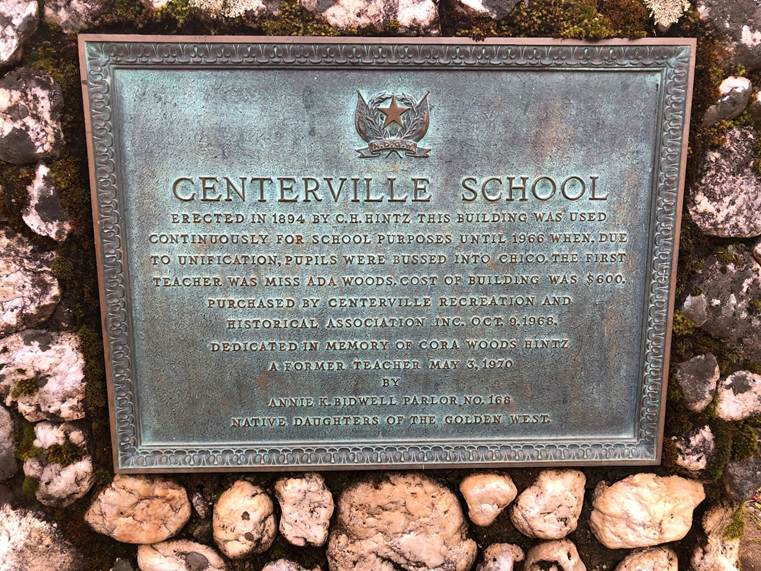 CENTERVILLE SCHOOL
ERECTED IN 1894 BY C.H. HINTZ THIS BUILDING WAS USED
CONTINUOUSLY FOR SCHOOL PURPOSES UNTIL 1966 WHEN, DUE
TO UNIFICATION, PUPILS WERE BUSSED INTO CHICO. THE FIRST
TEACHER WAS MISS ADA WOODS. COST OF BUILDING WAS $600.
PURCHASED BY CENTERVILLE RECREATION AND
HISTORICAL ASSOCIATION INC. OCT. 9, 1968.
DEDICATED IN MEMORY OF CORA WOODS HINTZ
A FORMER TEACHER MAY 3, 1970
BY
ANNIE K. BIDWELL PARLOR NO. 168
NATIVE DAUGHTERS OF THE GOLDEN WEST.